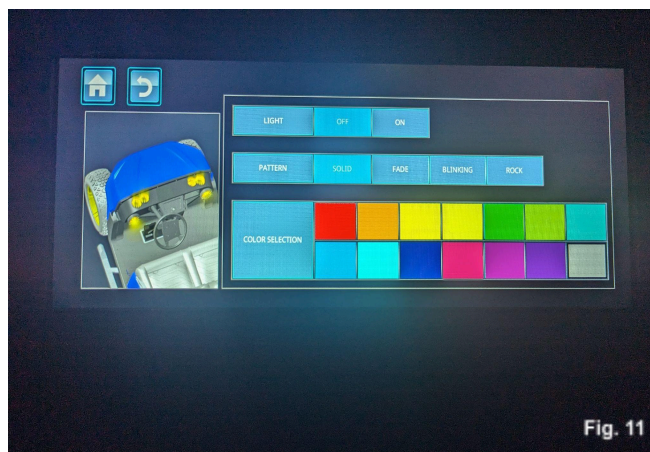 LIGHT OFF ON
PATTERN SOLID FADE BLINKING ROCK
COLOR SELECTION
Fig. 11